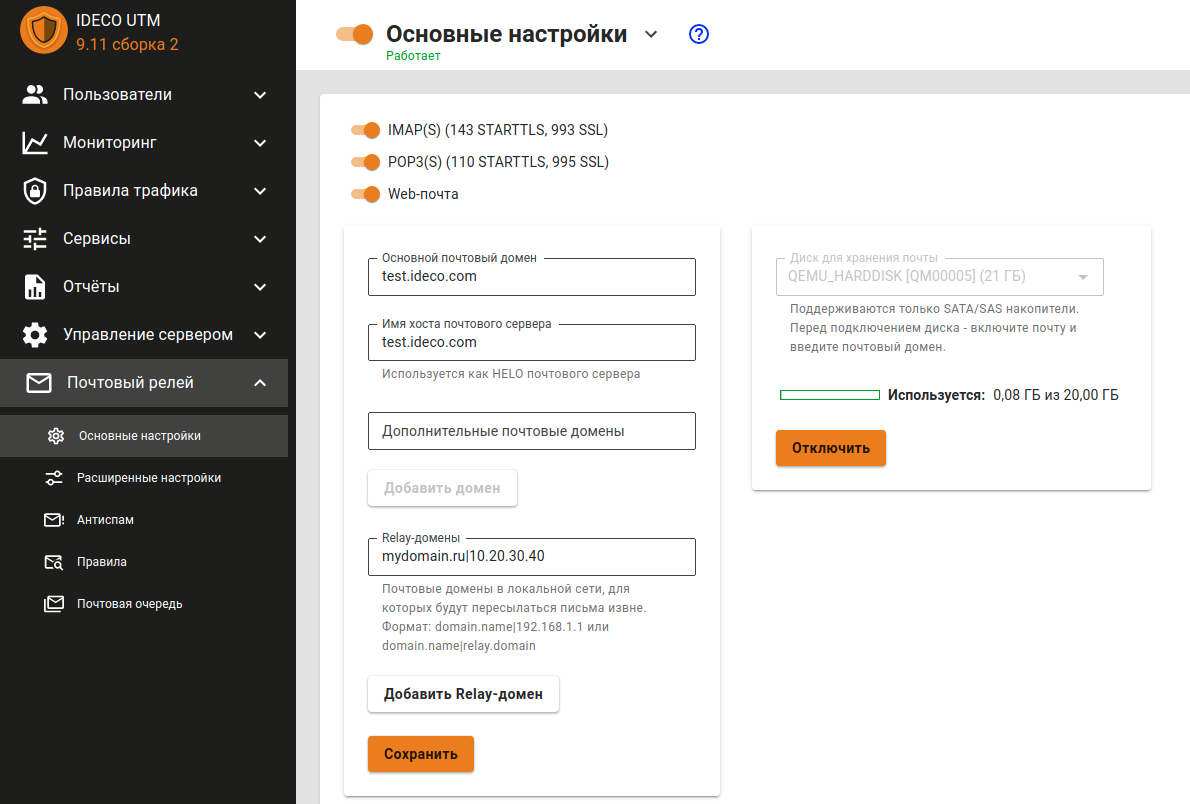 IDECO UTM
9.11 сборка 2
Пользователи
Мониторинг
Правила трафика
Сервисы
Отчёты
Управление сервером
Почтовый релей
Основные настройки
Расширенные настройки
Антиспам
Правила
Почтовая очередь
Основные настройки
Работает
IMAP(S) (143 STARTTLS, 993 SSL)
POP3(S) (110 STARTTLS, 995 SSL)
Web-почта
Основной почтовый домен
test.ideco.com
Имя хоста почтового сервера
test.ideco.com
Используется как HELO почтового сервера
Дополнительные почтовые домены
Добавить домен
Relay-домены
mydomain.ru|10.20.30.40
Почтовые домены в локальной сети, для
которых будут пересылаться письма извне.
Формат: domain.name|192.168.1.1 или
domain.name|relay.domain
Добавить Relay-домен
Сохранить
Диск для хранения почты
QEMU_HARDDISK [QM00005] (21 ГБ)
Поддерживаются только SATA/SAS накопители.
Перед подключением диска - включите почту и
введите почтовый домен.
Используется: 0,08 ГБ из 20,00 ГБ
Отключить